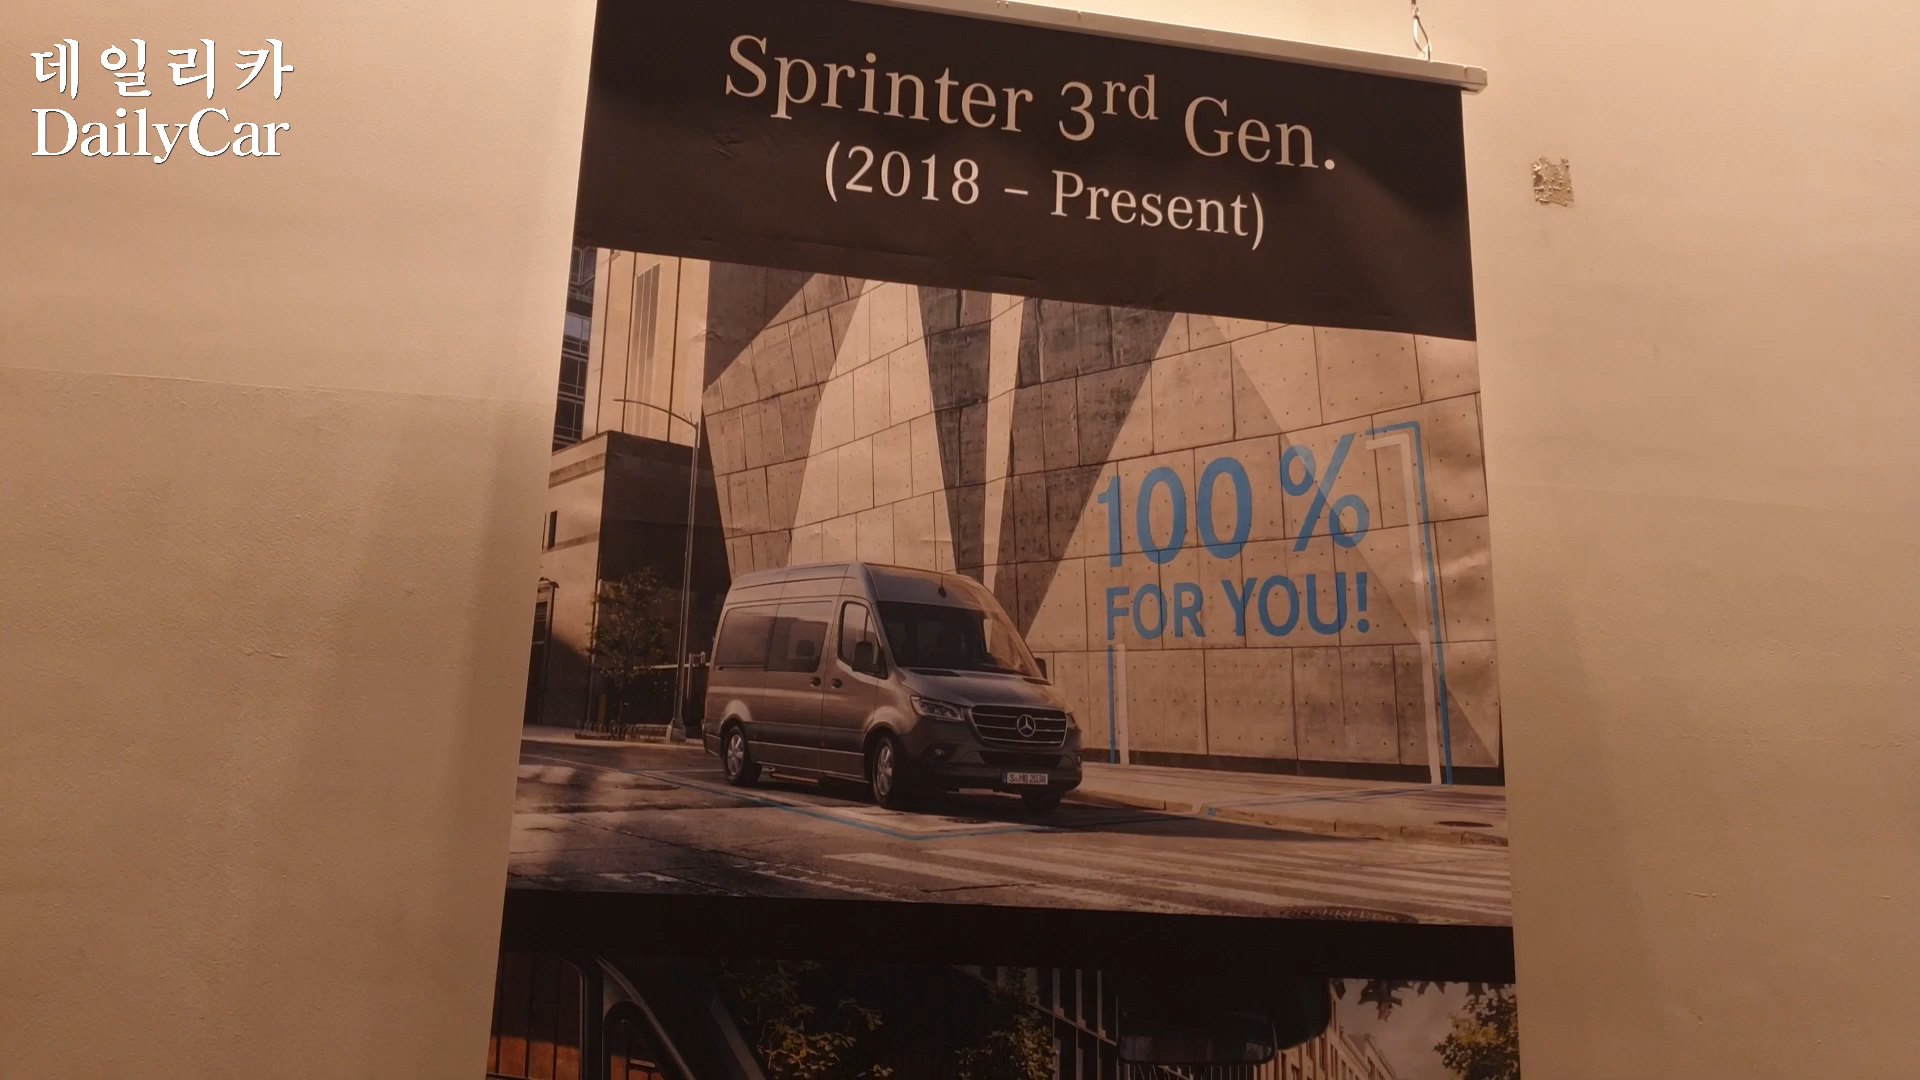 데일리카
DailyCar
Sprinter 3rd Gen.
(2018 – Present)
100 %
FOR YOU!